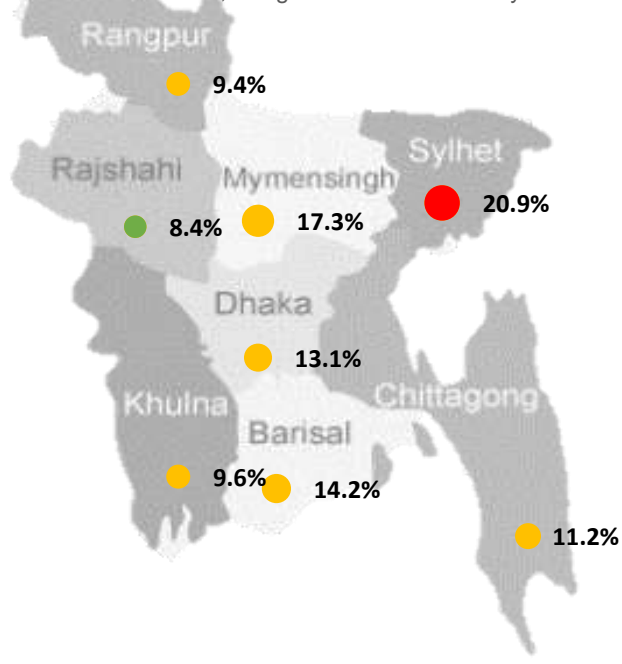 Rangpur
9.4%
Rajshahi
8.4%
Mymensingh
17.3%
Sylhet
20.9%
Dhaka
13.1%
Khulna
9.6%
Barisal
14.2%
Chittagong
11.2%